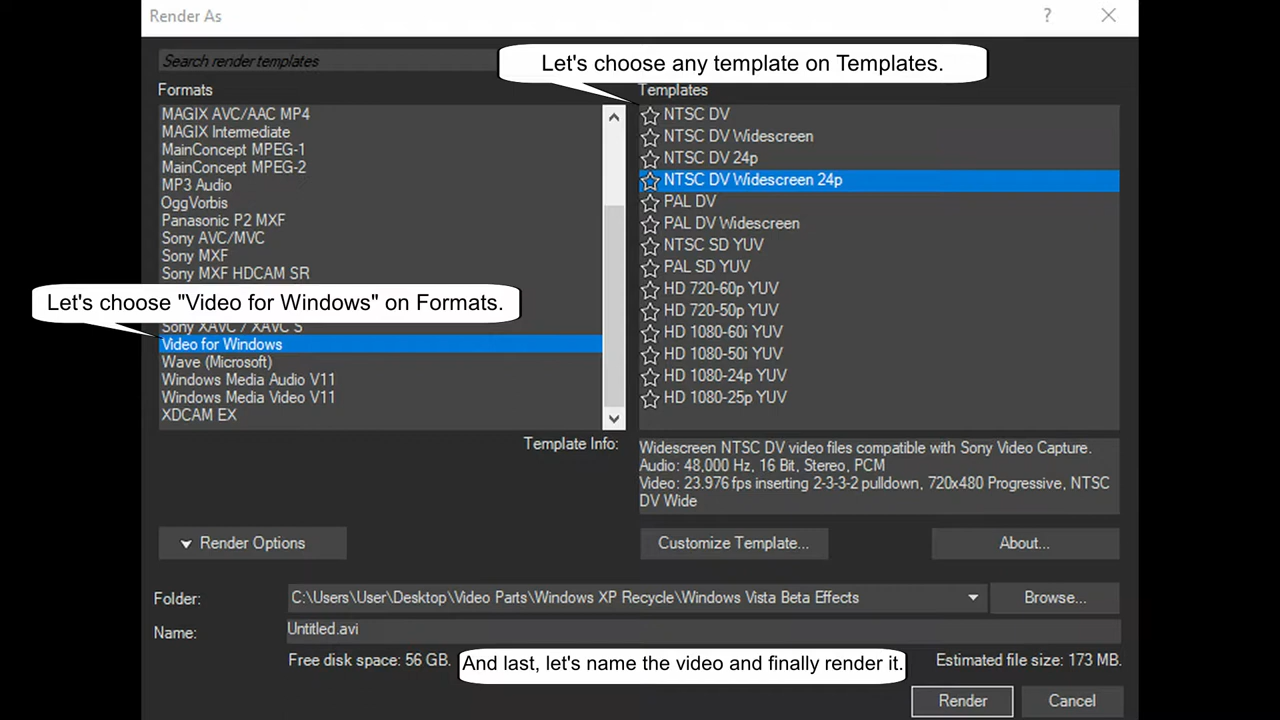 Render As
?
Search render templates
Let's choose any template on Templates.
Formats
MAGIX AVC/AAC MP4
MAGIX Intermediate
MainConcept MPEG-1
MainConcept MPEG-2
MP3 Audio
OggVorbis
Panasonic P2 MXF
Sony AVC/MVC
Sony MXF
Sony MXF HDCAM SR
Let's choose "Video for Windows" on Formats.
Sony XAVC / XAVC S
Video for Windows
Wave (Microsoft)
Windows Media Audio V11
Windows Media Video V11
XDCAM EX
Templates
NTSC DV
NTSC DV Widescreen
NTSC DV 24p
NTSC DV Widescreen 24p
PAL DV
PAL DV Widescreen
NTSC SD YUV
PAL SD YUV
HD 720-60p YUV
HD 720-50p YUV
HD 1080-60i YUV
HD 1080-50i YUV
HD 1080-24p YUV
HD 1080-25p YUV
Template Info:
Widescreen NTSC DV video files compatible with Sony Video Capture.
Audio: 48,000 Hz, 16 Bit, Stereo, PCM
Video: 23.976 fps inserting 2-3-3-2 pulldown, 720x480 Progressive, NTSC
DV Wide
Render Options
Customize Template...
About...
Folder:
C:\Users\User\Desktop\Video Parts\Windows XP Recycle\Windows Vista Beta Effects
Browse...
Name:
Untitled.avi
Free disk space: 56 GB.
And last, let's name the video and finally render it.
Estimated file size: 173 MB.
Render
Cancel